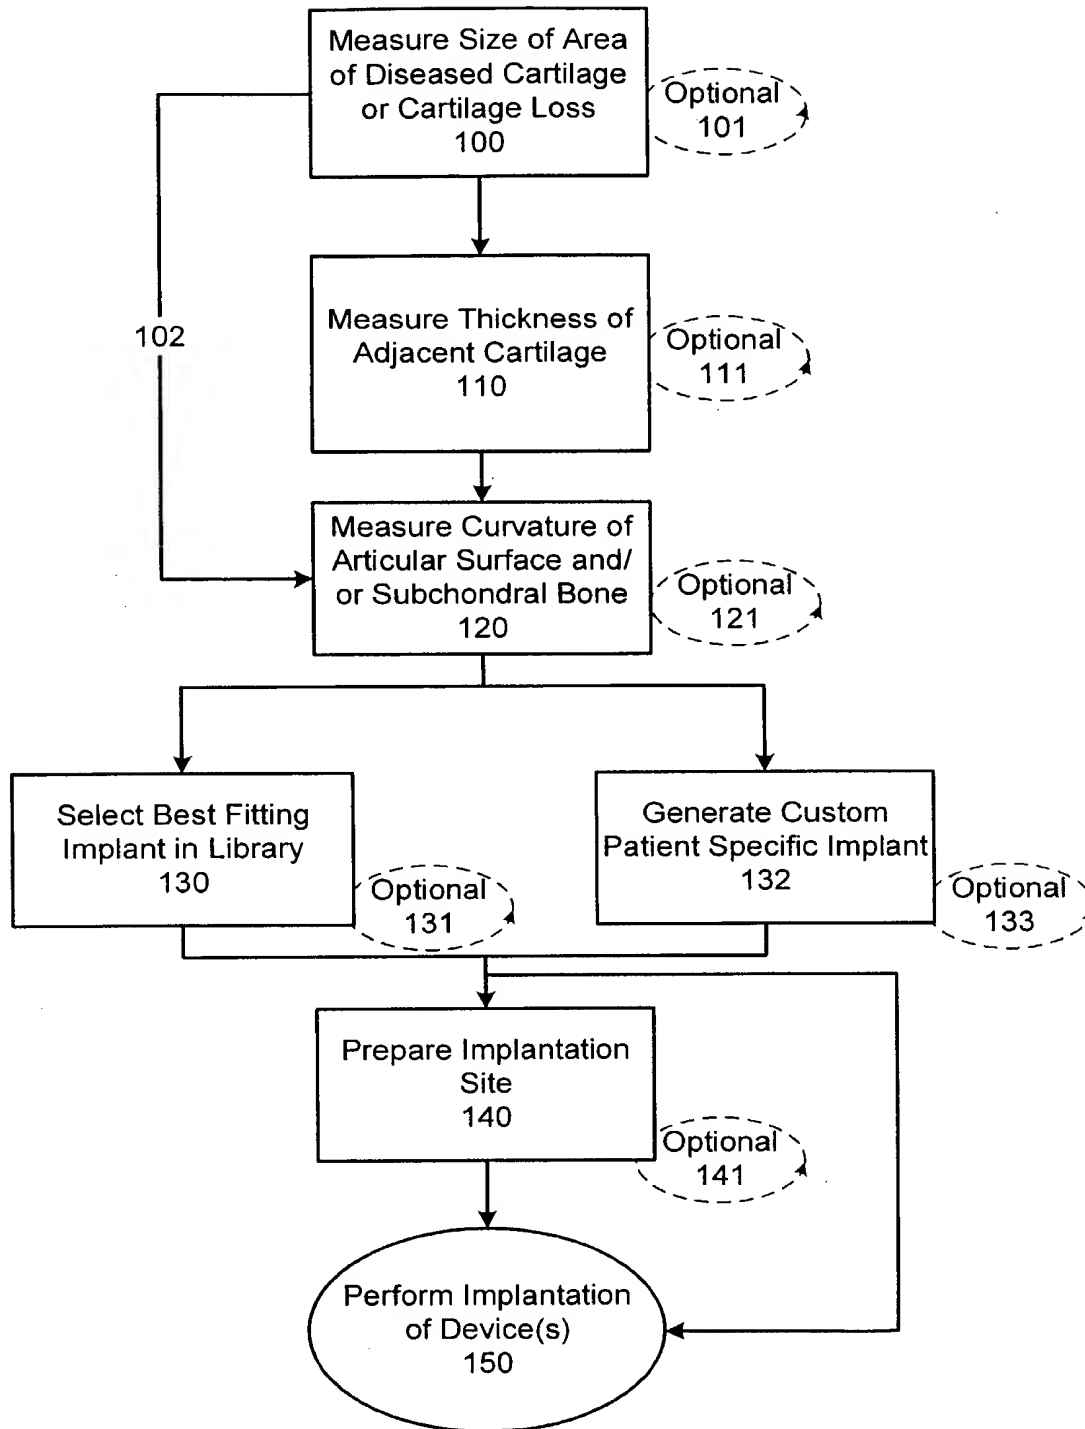 Measure Size of Area
of Diseased Cartilage
or Cartilage Loss
100
Optional
101
102
Measure Thickness of
Adjacent Cartilage
110
Optional
111
Measure Curvature of
Articular Surface and/
or Subchondral Bone
120
Optional
121
Select Best Fitting
Implant in Library
130
Optional
131
Generate Custom
Patient Specific Implant
132
Optional
133
Prepare Implantation
Site
140
Optional
141
Perform Implantation
of Device(s)
150